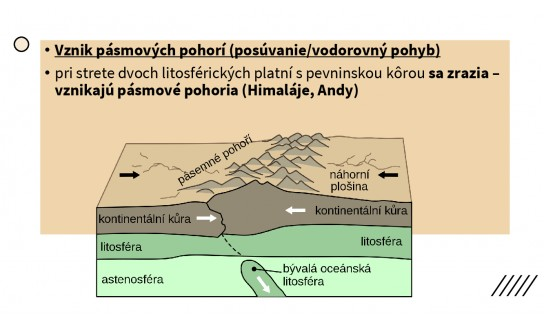 • Vznik pásmových pohorí (posúvanie/vodorovný pohyb)
• pri strete dvoch litosférických platní s pevninskou kôrou sa zrazia –
vznikajú pásmové pohoria (Himaláje, Andy)
pásemné pohoří
náhorní
plošina
kontinentální kůra
kontinentální kůra
litosféra
litosféra
astenosféra
bývalá oceánská
litosféra